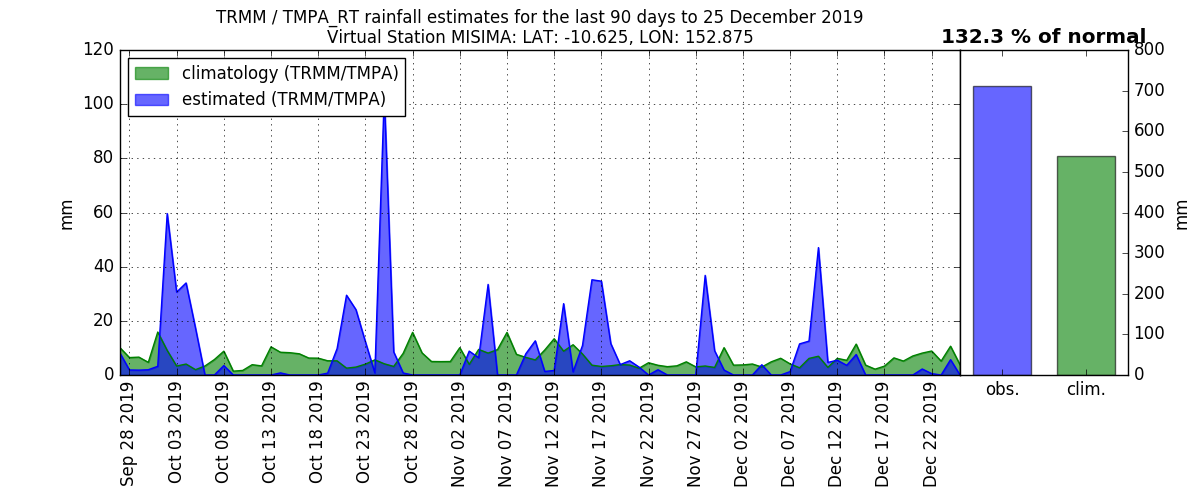 TRMM / TMPA_RT rainfall estimates for the last 90 days to 25 December 2019
Virtual Station MISIMA: LAT: -10.625, LON: 152.875
132.3 % of normal
climatology (TRMM/TMPA)
estimated (TRMM/TMPA)
mm
120
100
80
60
40
20
0
Sep 28 2019
Oct 03 2019
Oct 08 2019
Oct 13 2019
Oct 18 2019
Oct 23 2019
Oct 28 2019
Nov 02 2019
Nov 07 2019
Nov 12 2019
Nov 17 2019
Nov 22 2019
Nov 27 2019
Dec 02 2019
Dec 07 2019
Dec 12 2019
Dec 17 2019
Dec 22 2019
800
700
600
500
400
300
200
100
0
mm
obs.
clim.